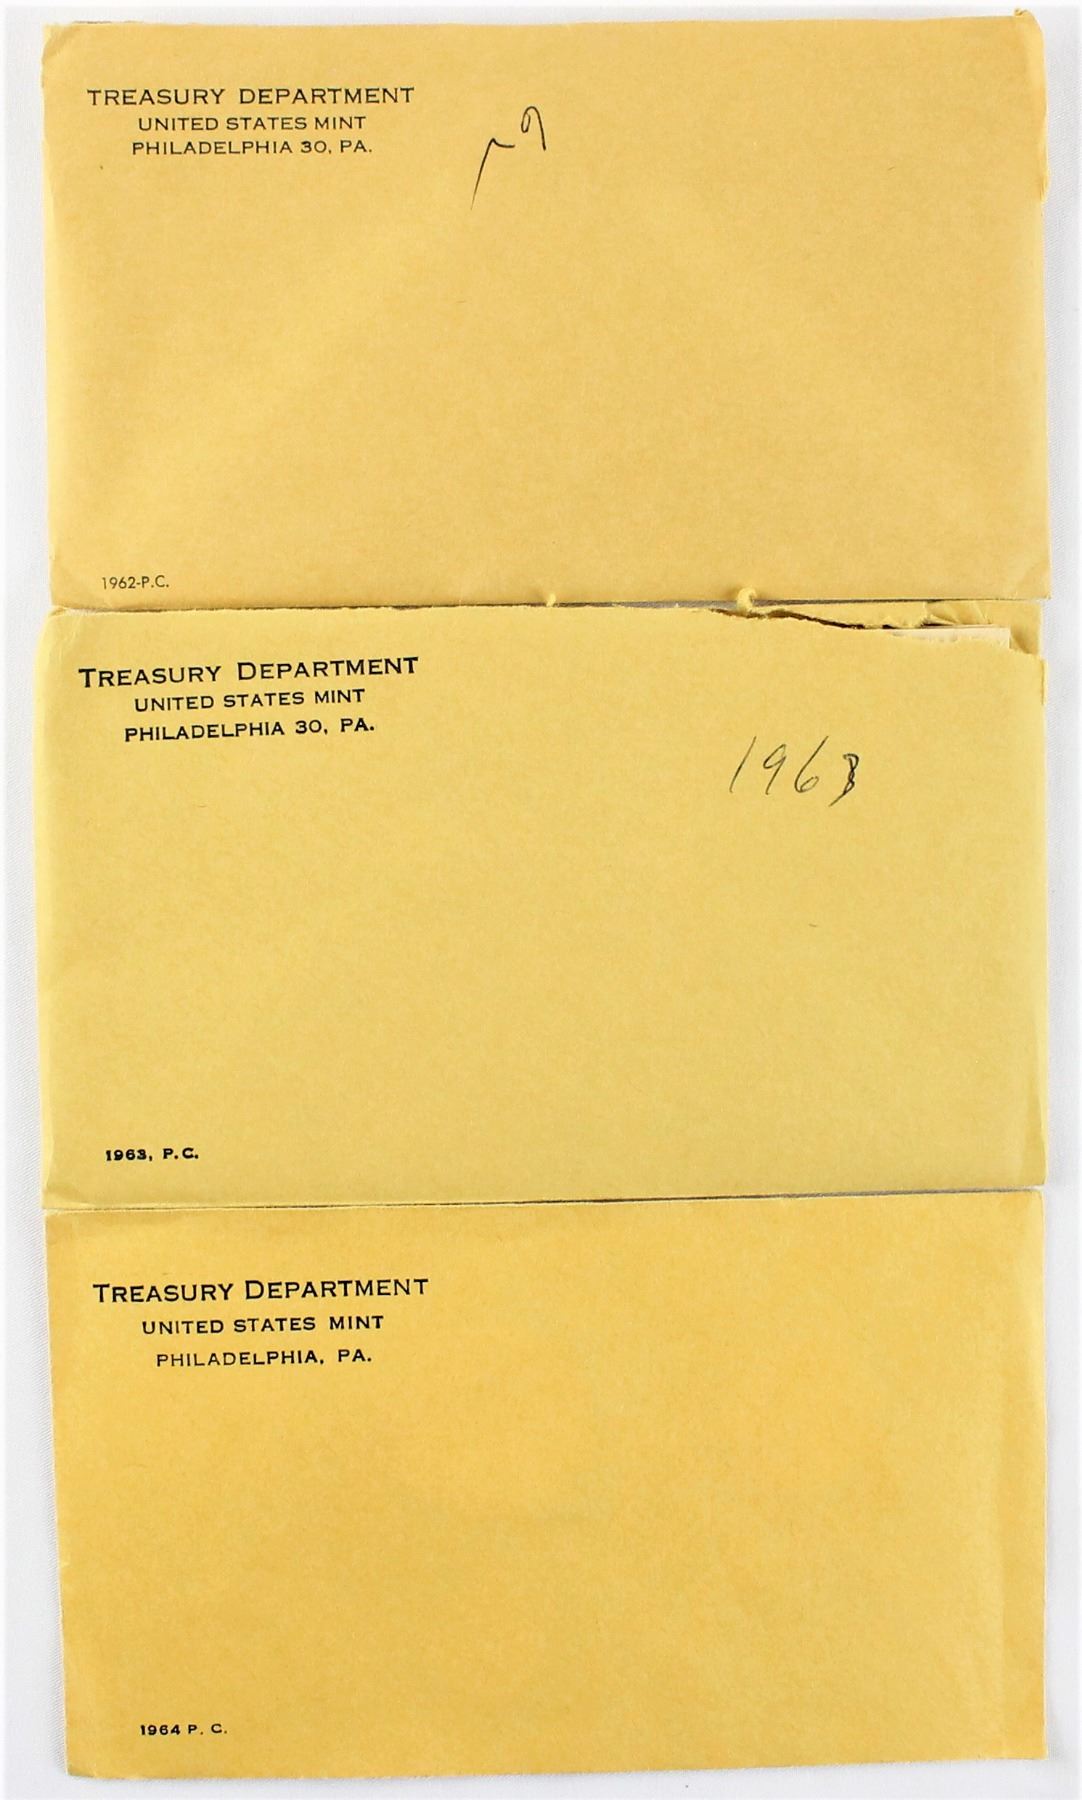 TREASURY DEPARTMENT
UNITED STATES MINT
PHILADELPHIA 30, PA.
1962-P.C.
TREASURY DEPARTMENT
UNITED STATES MINT
PHILADELPHIA 30, PA.
1963
1963, P.C.
TREASURY DEPARTMENT
UNITED STATES MINT
PHILADELPHIA, PA.
1964 P. C.